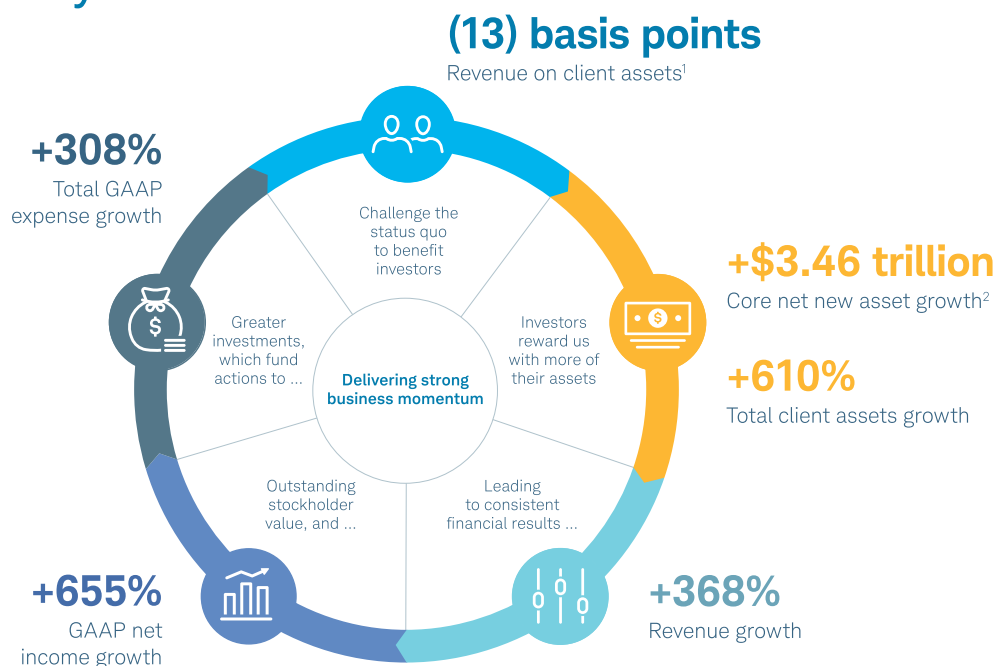 (13) basis points
Revenue on client assets¹
+308%
Total GAAP
expense growth
Challenge the
status quo
to benefit
investors
+$3.46 trillion
Core net new asset growth²
+610%
Total client assets growth
Greater
investments,
which fund
actions to ...
Investors
reward us
with more of
their assets
$
$
Delivering strong
business momentum
Outstanding
stockholder
value, and ...
Leading
to consistent
financial results ...
+655%
GAAP net
income growth
+368%
Revenue growth